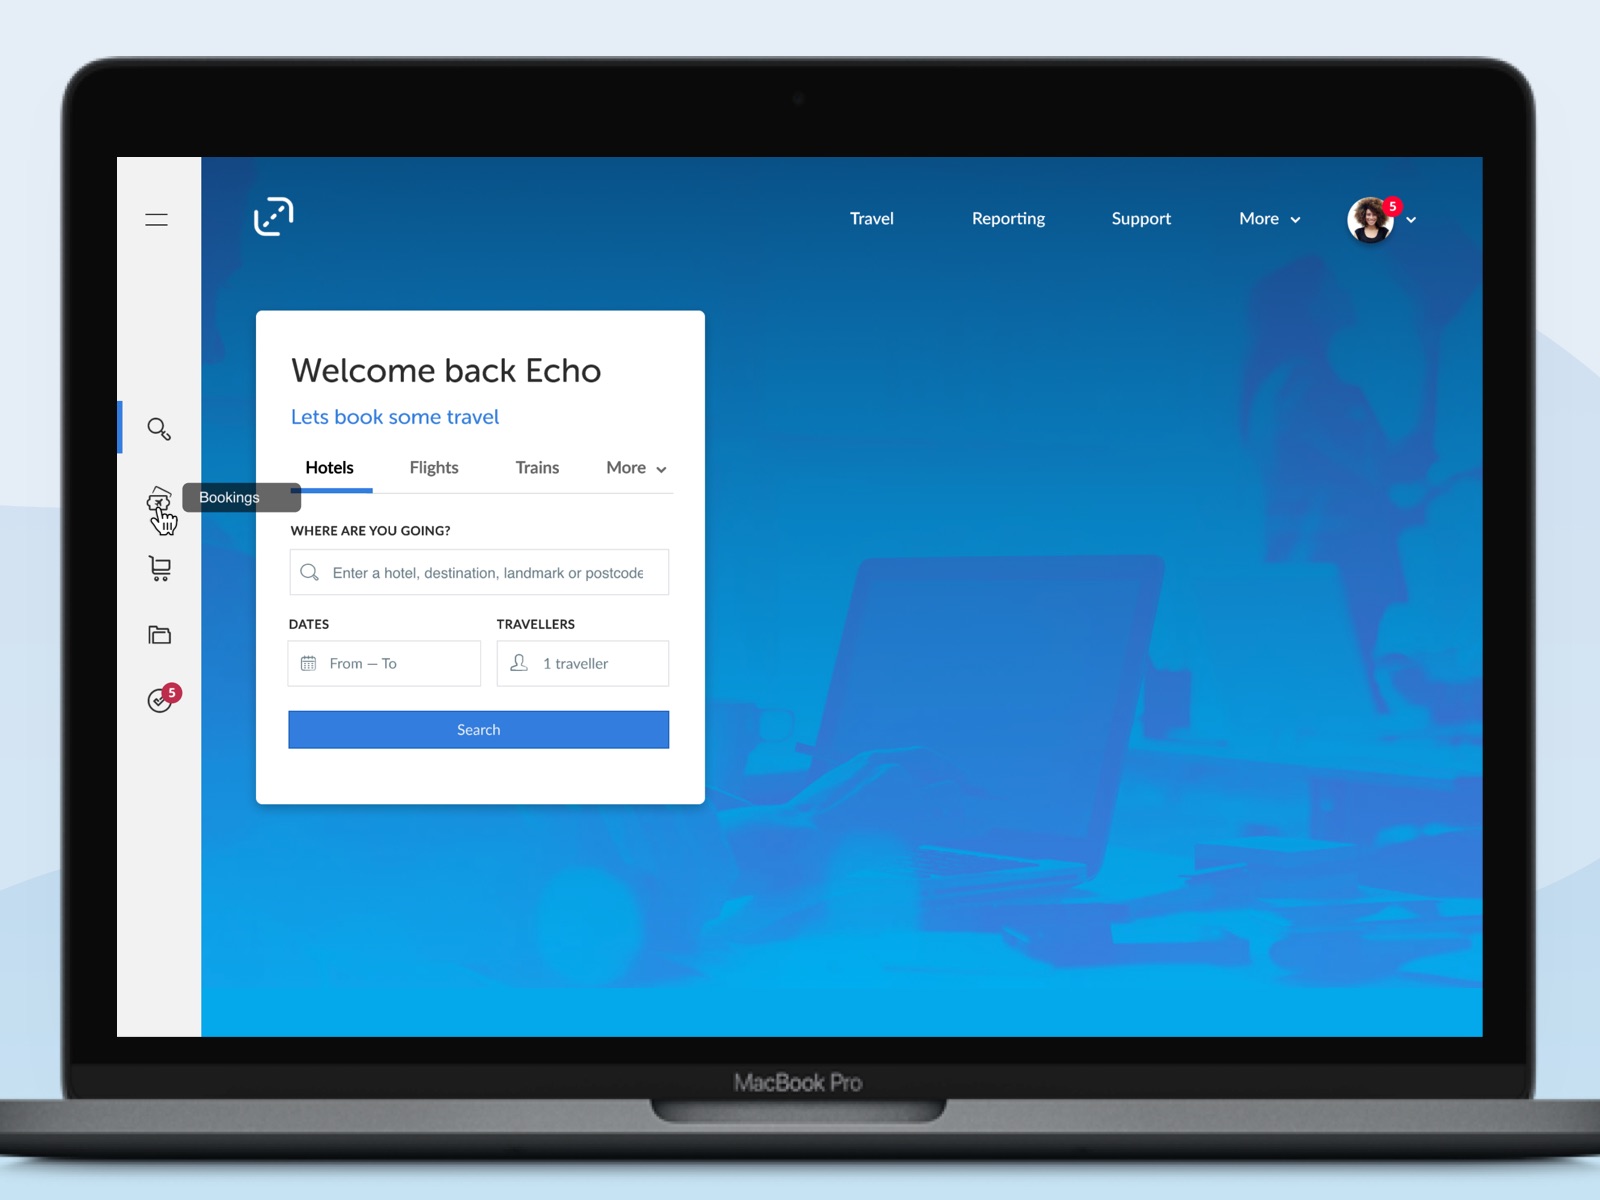 Travel Reporting Support More 5
Welcome back Echo
Lets book some travel
Hotels Flights Trains More
Bookings
WHERE ARE YOU GOING?
Enter a hotel, destination, landmark or postcode
DATES TRAVELLERS
From — To 1 traveller
5
Search
MacBook Pro